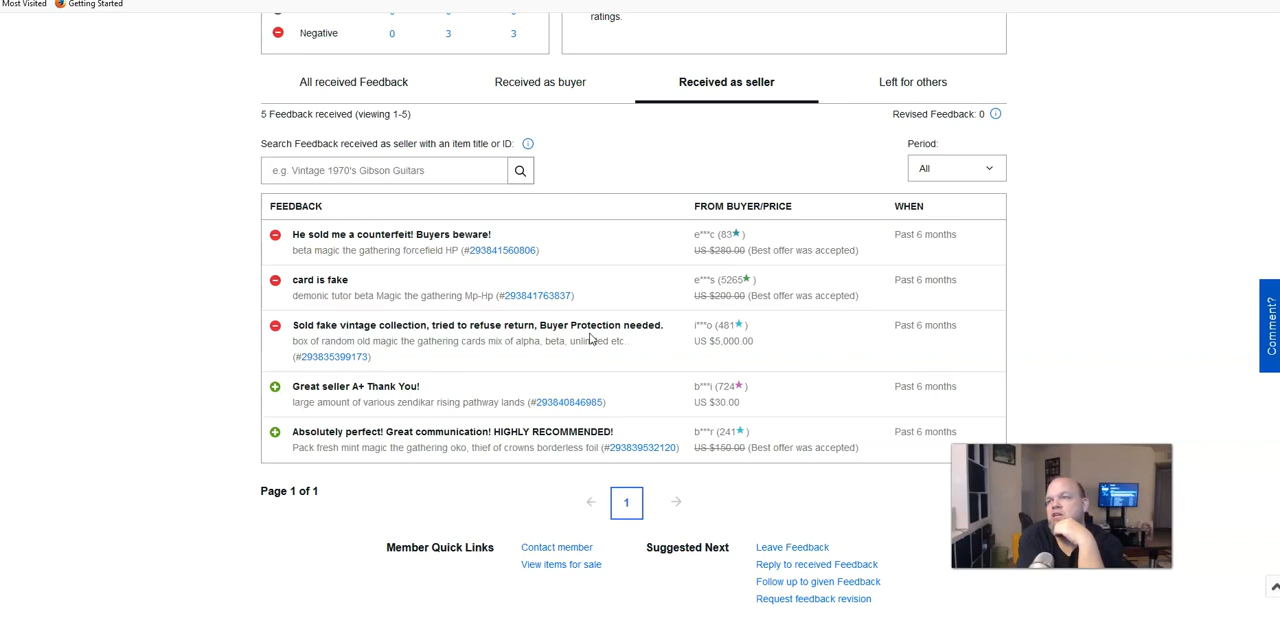 Most Visited Getting Started
ratings.
Negative 0 3 3
All received Feedback Received as buyer Received as seller Left for others
5 Feedback received (viewing 1-5) Revised Feedback: 0
Search Feedback received as seller with an item title or ID: Period:
e.g. Vintage 1970's Gibson Guitars All
FEEDBACK FROM BUYER/PRICE WHEN
He sold me a counterfeit! Buyers beware! e***c (83★) Past 6 months
beta magic the gathering forcefield HP (#293841560806) US $280.00 (Best offer was accepted)
card is fake e***s (5265★) Past 6 months
demonic tutor beta Magic the gathering Mp-Hp (#293841763837) US $200.00 (Best offer was accepted)
Sold fake vintage collection, tried to refuse return, Buyer Protection needed. i***o (481★) Past 6 months
box of random old magic the gathering cards mix of alpha, beta, unlimited etc.. US $5,000.00
(#293835399173)
Great seller A+ Thank You! b***i (724★) Past 6 months
large amount of various zendikar rising pathway lands (#293840846985) US $30.00
Absolutely perfect! Great communication! HIGHLY RECOMMENDED! b***r (241★) Past 6 months
Pack fresh mint magic the gathering oko, thief of crowns borderless foil (#293839532120) US $150.00 (Best offer was accepted)
Page 1 of 1 ← 1 →
Member Quick Links Contact member Suggested Next Leave Feedback
View items for sale Reply to received Feedback
Follow up to given Feedback
Request feedback revision
Comment?